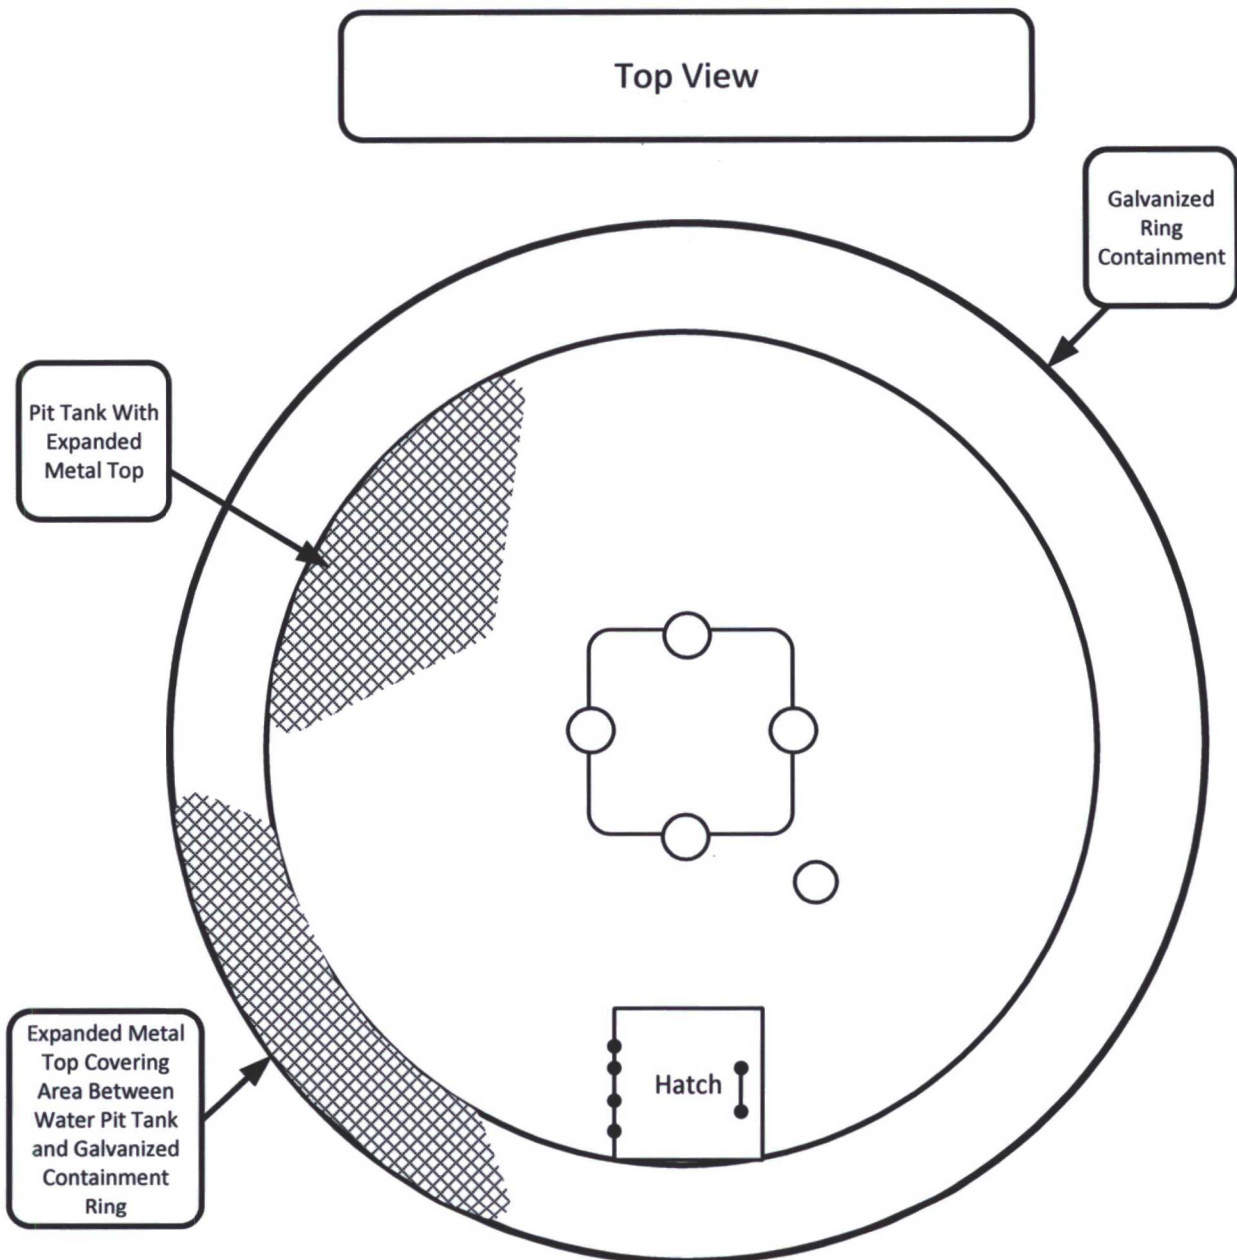 Top View
Galvanized
Ring
Containment
Pit Tank With
Expanded
Metal Top
Expanded Metal
Top Covering
Area Between
Water Pit Tank
and Galvanized
Containment
Ring
Hatch